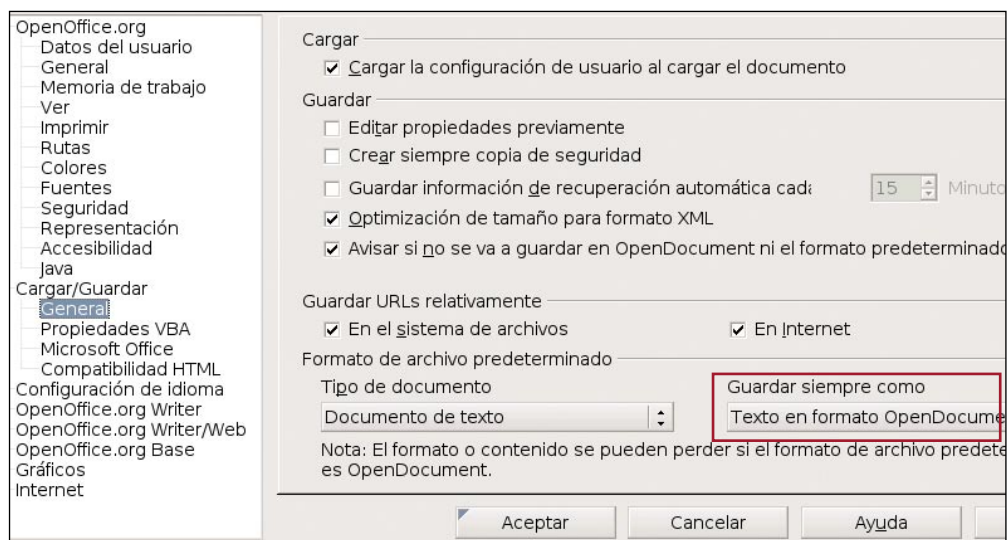 OpenOffice.org
Datos del usuario
General
Memoria de trabajo
Ver
Imprimir
Rutas
Colores
Fuentes
Seguridad
Representación
Accesibilidad
Java
Cargar/Guardar
General
Propiedades VBA
Microsoft Office
Compatibilidad HTML
Configuración de idioma
OpenOffice.org Writer
OpenOffice.org Writer/Web
OpenOffice.org Base
Gráficos
Internet
Cargar
Cargar la configuración de usuario al cargar el documento
Guardar
Editar propiedades previamente
Crear siempre copia de seguridad
Guardar información de recuperación automática cada 15 Minuto
Optimización de tamaño para formato XML
Avisar si no se va a guardar en OpenDocument ni el formato predeterminado
Guardar URLs relativamente
En el sistema de archivos En Internet
Formato de archivo predeterminado
Tipo de documento Guardar siempre como
Documento de texto Texto en formato OpenDocume
Nota: El formato o contenido se pueden perder si el formato de archivo predete
es OpenDocument.
Aceptar Cancelar Ayuda